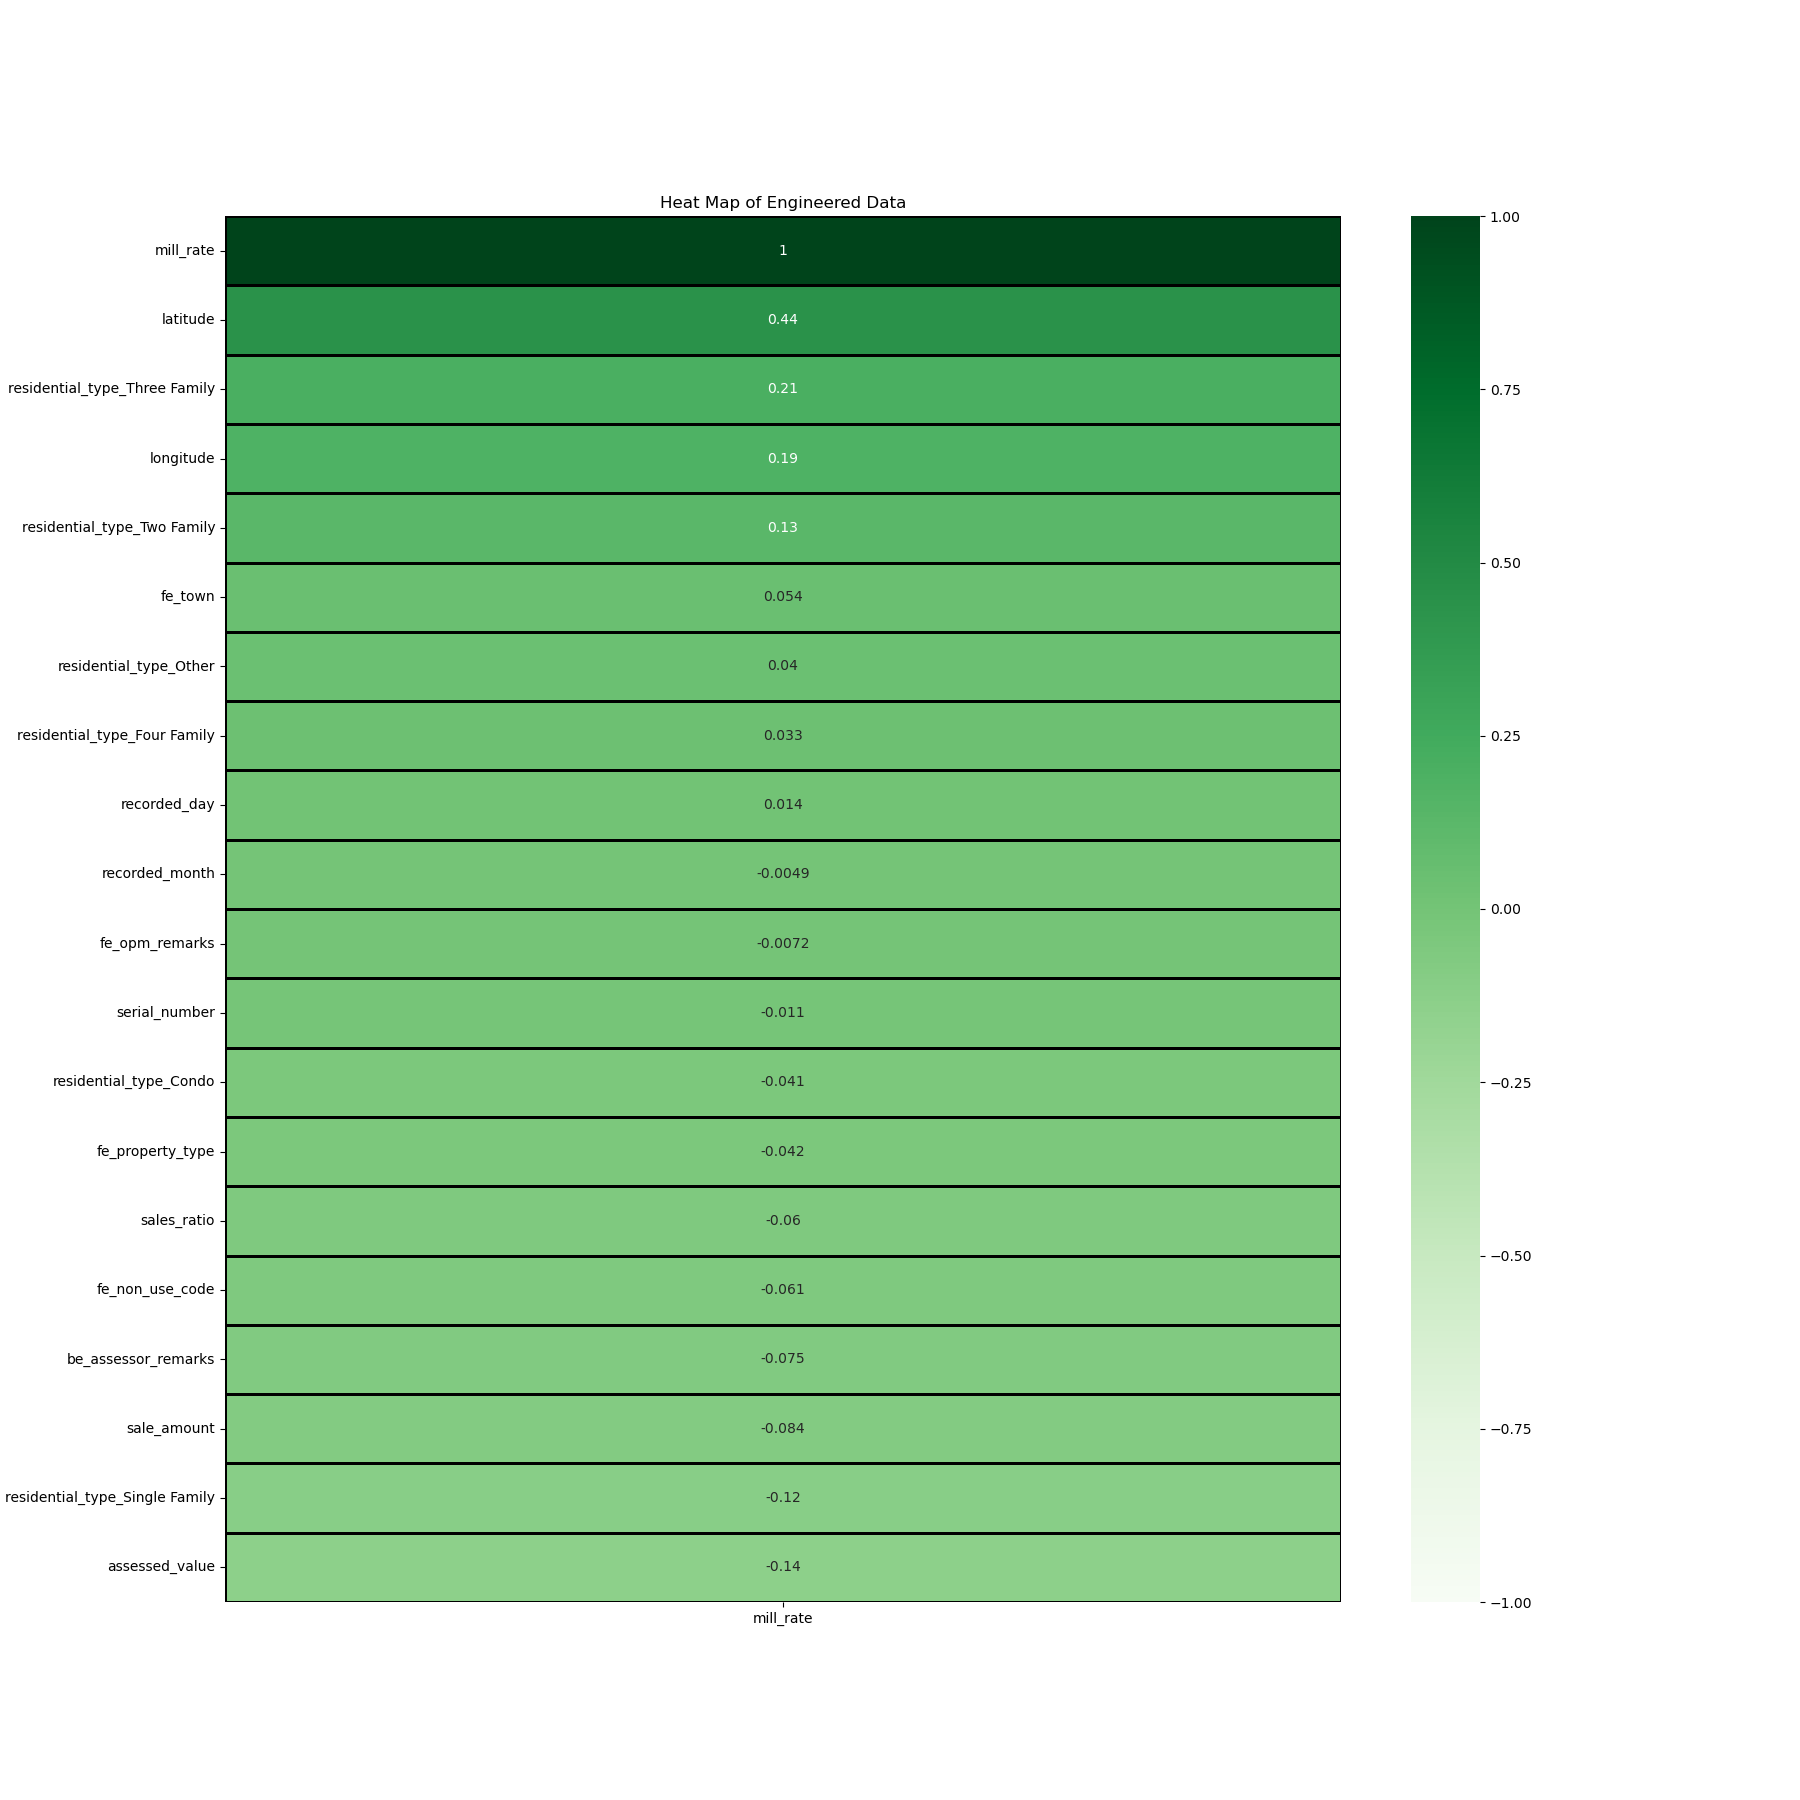 Heat Map of Engineered Data
mill_rate 1
latitude 0.44
residential_type_Three Family 0.21
longitude 0.19
residential_type_Two Family 0.13
fe_town 0.054
residential_type_Other 0.04
residential_type_Four Family 0.033
recorded_day 0.014
recorded_month -0.0049
fe_opm_remarks -0.0072
serial_number -0.011
residential_type_Condo -0.041
fe_property_type -0.042
sales_ratio -0.06
fe_non_use_code -0.061
be_assessor_remarks -0.075
sale_amount -0.084
residential_type_Single Family -0.12
assessed_value -0.14
mill_rate
1.00
0.75
0.50
0.25
0.00
−0.25
−0.50
−0.75
−1.00